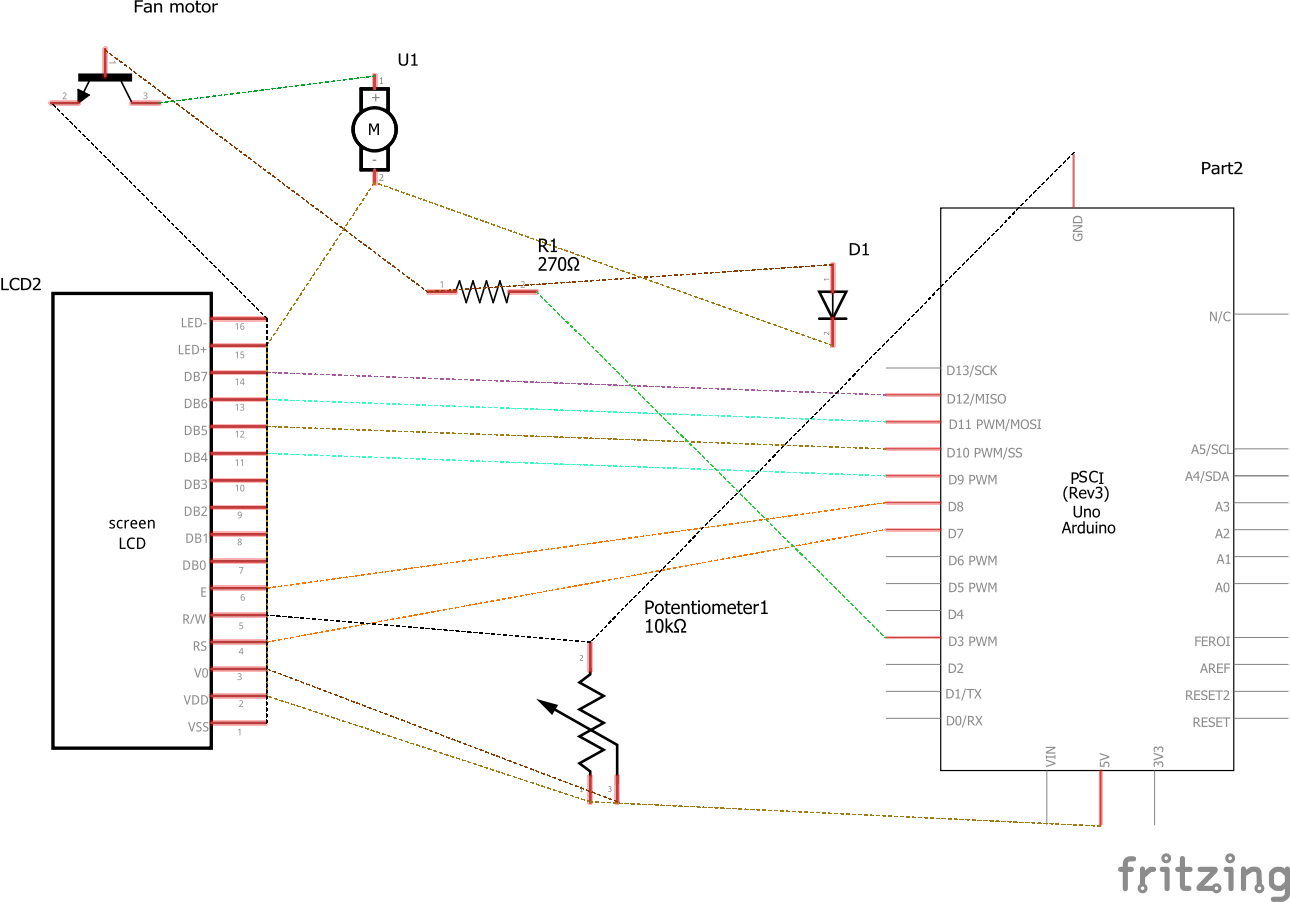 Fan motor
U1
1
2
3
1
+
M
-
2
Part2
GND
R1
270Ω
D1
1
2
1
2
LCD2
LED-
16
LED+
15
DB7
14
DB6
13
DB5
12
DB4
11
DB3
10
DB2
9
DB1
8
DB0
7
E
6
R/W
5
RS
4
V0
3
VDD
2
VSS
1
screen
LCD
N/C
D13/SCK
D12/MISO
D11 PWM/MOSI
D10 PWM/SS
D9 PWM
D8
D7
D6 PWM
D5 PWM
D4
D3 PWM
D2
D1/TX
D0/RX
PSCI
(Rev3)
Uno
Arduino
A5/SCL
A4/SDA
A3
A2
A1
A0
FEROI
AREF
RESET2
RESET
Potentiometer1
10kΩ
2
1
3
VIN
5V
3V3
fritzing